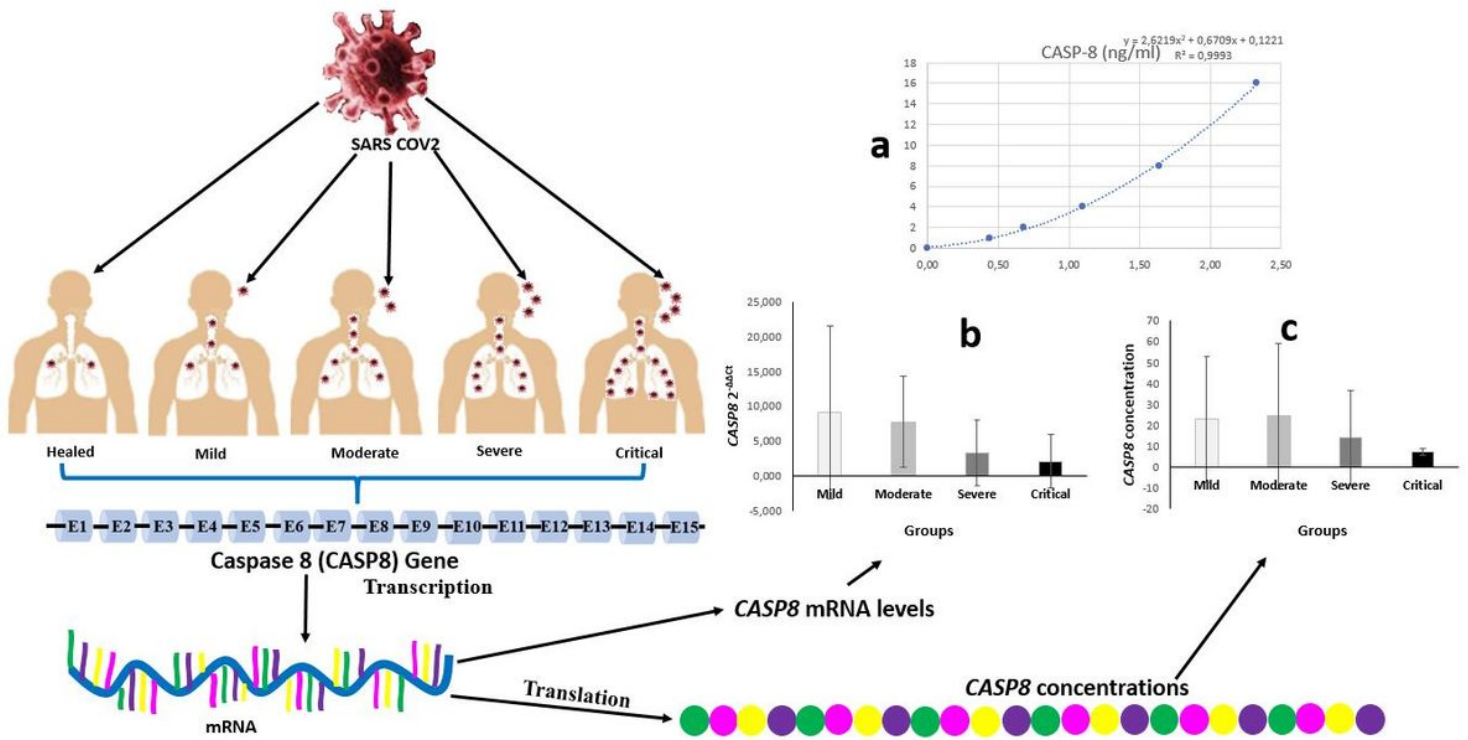 SARS COV2
Healed
Mild
Moderate
Severe
Critical
E1 E2 E3 E4 E5 E6 E7 E8 E9 E10 E11 E12 E13 E14 E15
Caspase 8 (CASP8) Gene
Transcription
mRNA
Translation
CASP8 mRNA levels
CASP8 concentrations
a
y = 2,6219x² + 0,6709x + 0,1221
CASP-8 (ng/ml)
R² = 0,9993
18
16
14
12
10
8
6
4
2
0
0,00 0,50 1,00 1,50 2,00 2,50
b
CASP8 2-ΔΔCt
25,000
20,000
15,000
10,000
5,000
0,000
-5,000
Mild Moderate Severe Critical
Groups
c
CASP8 concentration
70
60
50
40
30
20
10
0
-10
-20
Mild Moderate Severe Critical
Groups